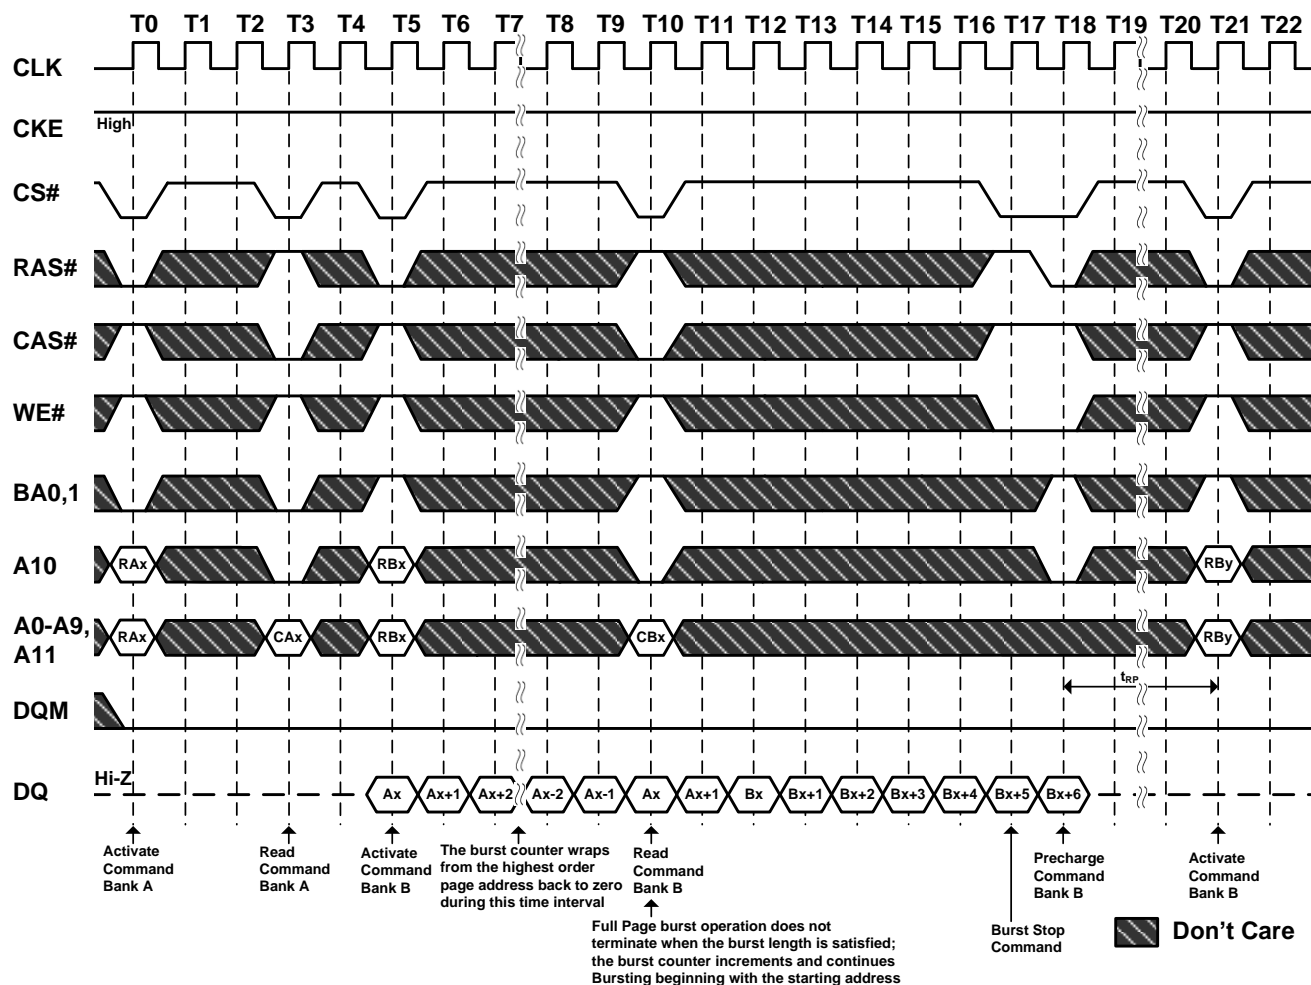 T0 T1 T2 T3 T4 T5 T6 T7 T8 T9 T10 T11 T12 T13 T14 T15 T16 T17 T18 T19 T20 T21 T22
CLK
CKE
High
CS#
RAS#
CAS#
WE#
BA0,1
A10
RAx RBx RBy
A0-A9,
A11
RAx CAx RBx CBx RBy
tRP
DQM
DQ
Hi-Z
Ax Ax+1 Ax+2 Ax-2 Ax-1 Ax Ax+1 Bx Bx+1 Bx+2 Bx+3 Bx+4 Bx+5 Bx+6
Activate
Command
Bank A
Read
Command
Bank A
Activate
Command
Bank B
The burst counter wraps
from the highest order
page address back to zero
during this time interval
Read
Command
Bank B
Full Page burst operation does not
terminate when the burst length is satisfied;
the burst counter increments and continues
Bursting beginning with the starting address
Burst Stop
Command
Precharge
Command
Bank B
Activate
Command
Bank B
Don't Care